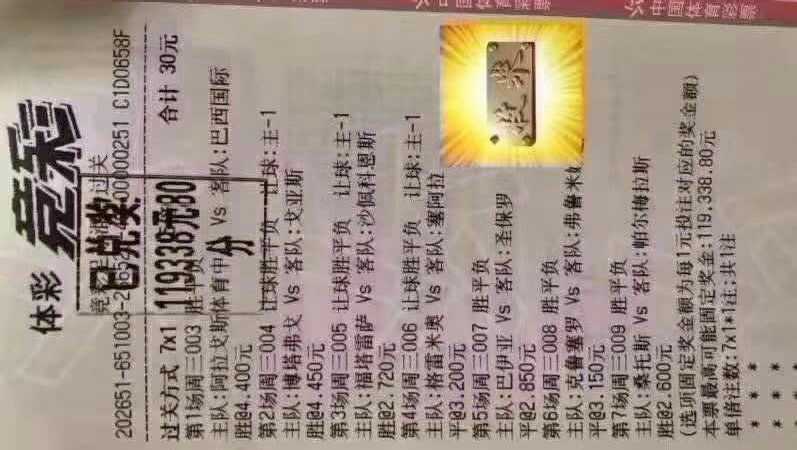 中国体育彩票
中国体育彩票
体彩 竞彩
过关
202651-651003-2 00000251 C1D0658F
已兑奖
119338元80
分
过关方式 7x1 合计 30元
第1场周三003 胜平负
主队:阿拉戈斯体育中 Vs 客队:巴西国际
胜@4.400元
第2场周三004 让球胜平负 让球:主-1
主队:博塔弗戈 Vs 客队:戈亚斯
胜@4.450元
第3场周三005 让球胜平负 让球:主-1
主队:福塔雷萨 Vs 客队:沙佩科恩斯
胜@2.720元
第4场周三006 让球胜平负 让球:主-1
主队:格雷米奥 Vs 客队:塞阿拉
平@3.200元
第5场周三007 胜平负
主队:巴伊亚 Vs 客队:圣保罗
平@2.850元
第6场周三008 胜平负
主队:克鲁塞罗 Vs 客队:弗鲁米
平@3.150元
第7场周三009 胜平负
主队:桑托斯 Vs 客队:帕尔梅拉斯
胜@2.600元
(选项固定奖金额为每1元投注对应的奖金额)
本票最高可能固定奖金:119,338.80元
单倍注数:7x1*1注;共1注